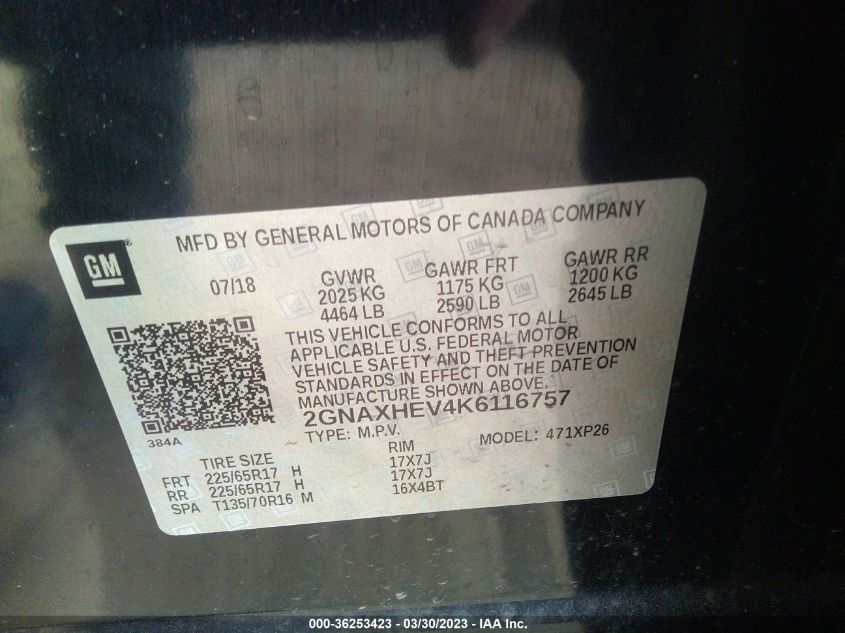 MFD BY GENERAL MOTORS OF CANADA COMPANY
GM
07/18 GVWR GAWR FRT GAWR RR
2025 KG 1175 KG 1200 KG
4464 LB 2590 LB 2645 LB
THIS VEHICLE CONFORMS TO ALL
APPLICABLE U.S. FEDERAL MOTOR
VEHICLE SAFETY AND THEFT PREVENTION
STANDARDS IN EFFECT ON THE DATE OF
MANUFACTURE SHOWN ABOVE.
2GNAXHEV4K6116757
384A
TYPE: M.P.V. MODEL: 471XP26
TIRE SIZE RIM
FRT 225/65R17 H 17X7J
RR 225/65R17 H 17X7J
SPA T135/70R16 M 16X4BT
000-36253423 - 03/30/2023 - IAA Inc.